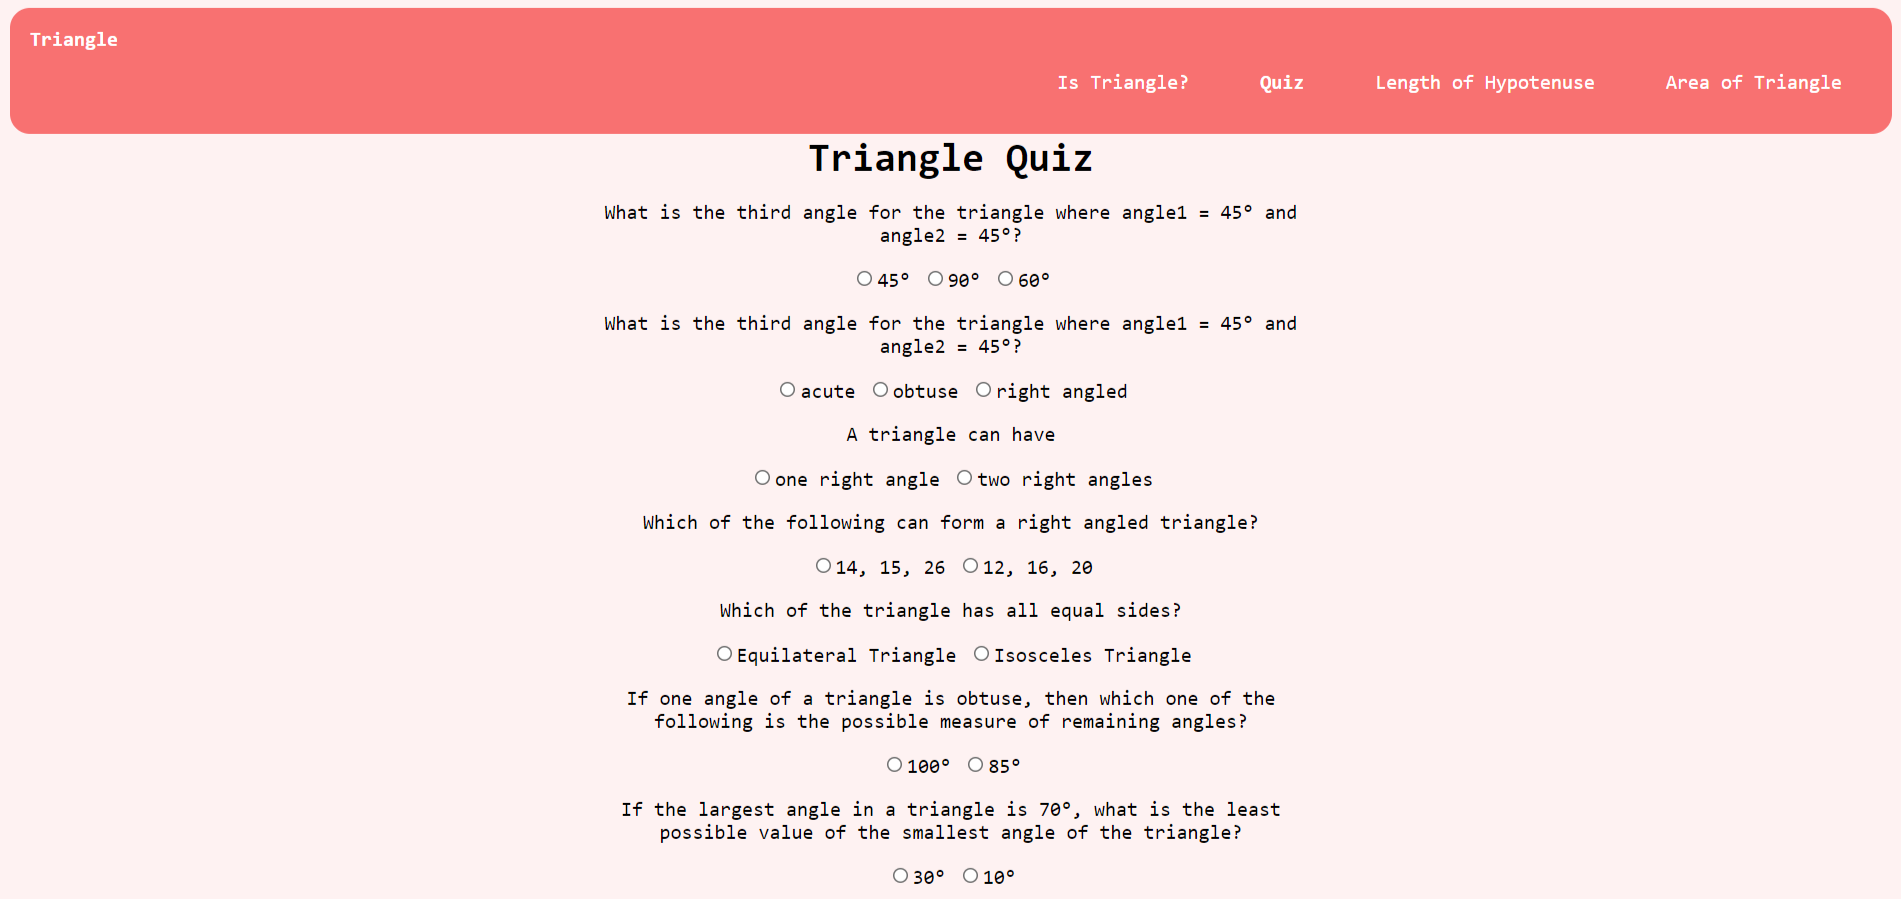 Triangle
Is Triangle? Quiz Length of Hypotenuse Area of Triangle
Triangle Quiz
What is the third angle for the triangle where angle1 = 45° and
angle2 = 45°?
45° 90° 60°
What is the third angle for the triangle where angle1 = 45° and
angle2 = 45°?
acute obtuse right angled
A triangle can have
one right angle two right angles
Which of the following can form a right angled triangle?
14, 15, 26 12, 16, 20
Which of the triangle has all equal sides?
Equilateral Triangle Isosceles Triangle
If one angle of a triangle is obtuse, then which one of the
following is the possible measure of remaining angles?
100° 85°
If the largest angle in a triangle is 70°, what is the least
possible value of the smallest angle of the triangle?
30° 10°